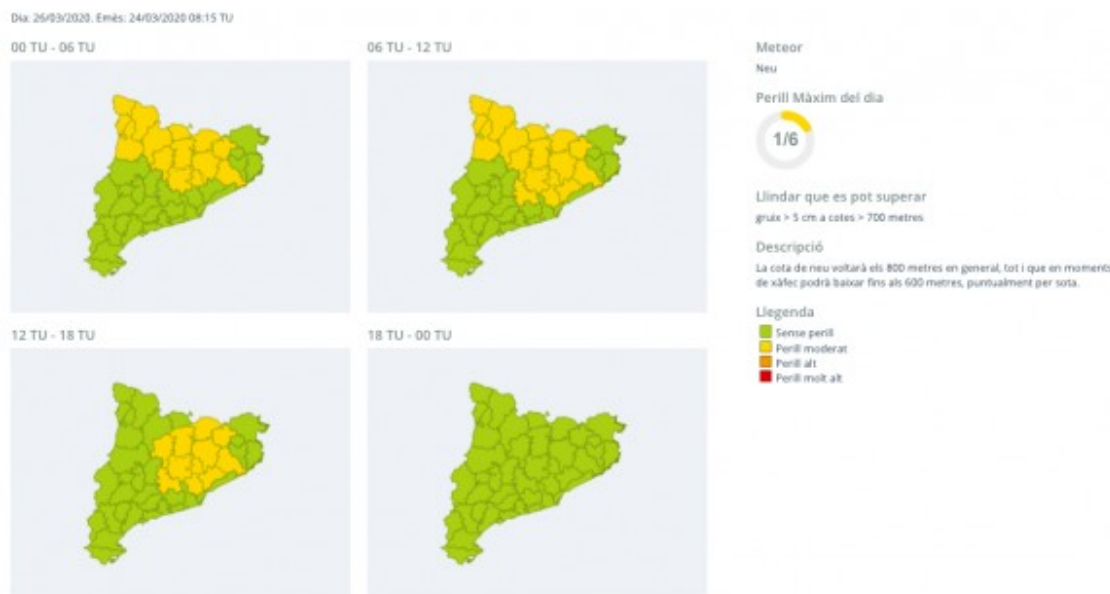 Dia: 25/03/2020. Emès: 24/03/2020 08:15 TU
00 TU - 06 TU
06 TU - 12 TU
12 TU - 18 TU
18 TU - 00 TU
Meteor
Neu
Perill Màxim del dia
1/6
Llindar que es pot superar
gruix > 5 cm a cotes > 700 metres
Descripció
La cota de neu voltarà els 800 metres en general, tot i que en moments
de xàfec podrà baixar fins als 600 metres, puntualment per sota.
Llegenda
Sense perill
Perill moderat
Perill alt
Perill molt alt